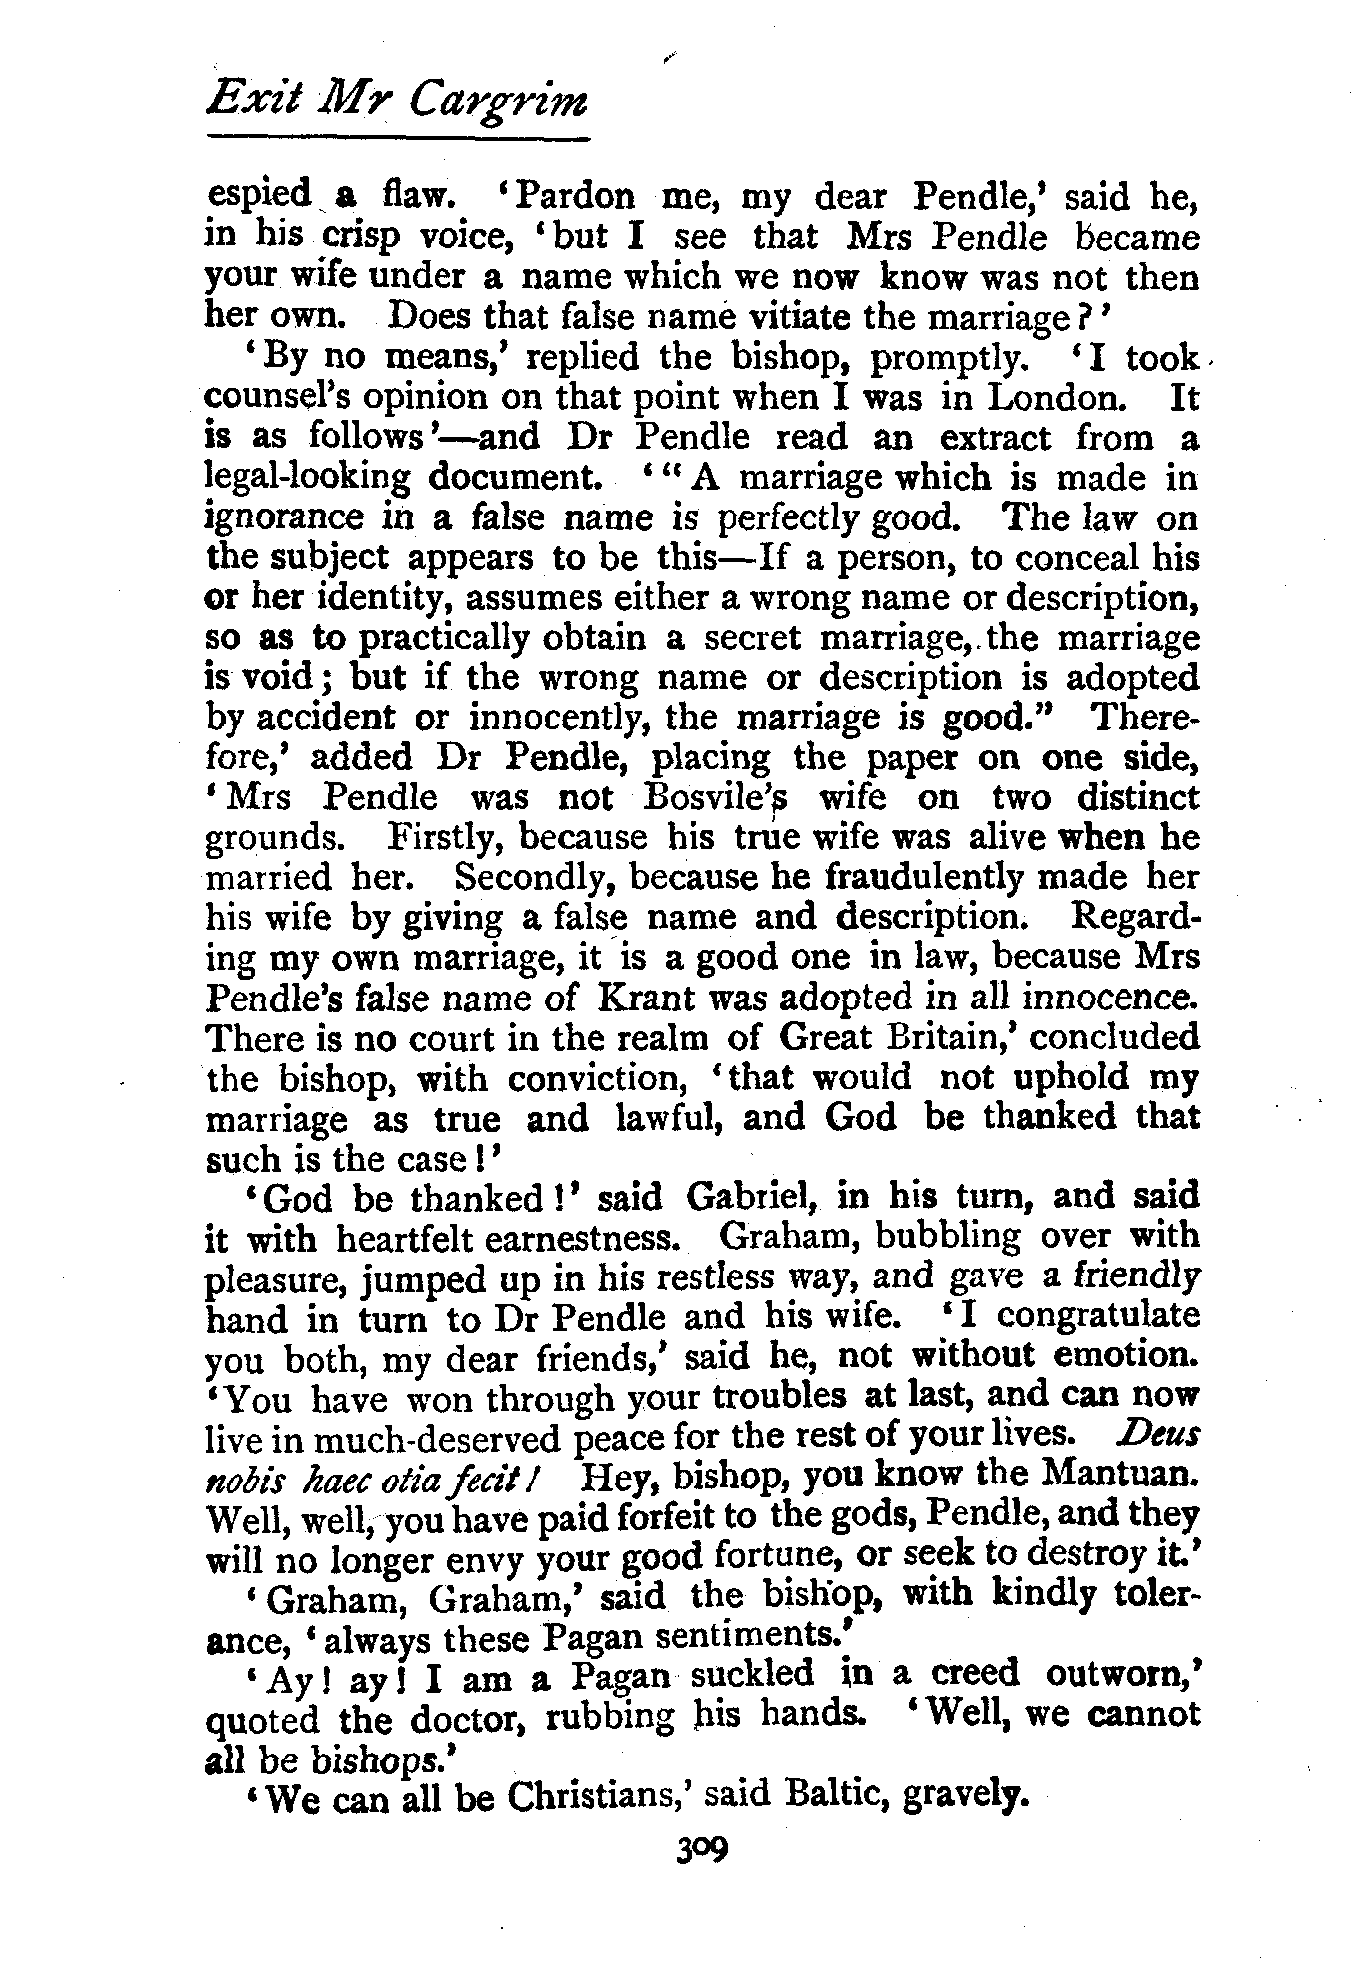 Exit Mr Cargrim
espied a flaw. ‘Pardon me, my dear Pendle,’ said he,
in his crisp voice, ‘but I see that Mrs Pendle became
your wife under a name which we now know was not then
her own. Does that false name vitiate the marriage?’
‘By no means,’ replied the bishop, promptly. ‘I took
counsel’s opinion on that point when I was in London. It
is as follows’—and Dr Pendle read an extract from a
legal-looking document. ‘“A marriage which is made in
ignorance in a false name is perfectly good. The law on
the subject appears to be this—If a person, to conceal his
or her identity, assumes either a wrong name or description,
so as to practically obtain a secret marriage, the marriage
is void; but if the wrong name or description is adopted
by accident or innocently, the marriage is good.” There-
fore,’ added Dr Pendle, placing the paper on one side,
‘Mrs Pendle was not Bosvile’s wife on two distinct
grounds. Firstly, because his true wife was alive when he
married her. Secondly, because he fraudulently made her
his wife by giving a false name and description. Regard-
ing my own marriage, it is a good one in law, because Mrs
Pendle’s false name of Krant was adopted in all innocence.
There is no court in the realm of Great Britain,’ concluded
the bishop, with conviction, ‘that would not uphold my
marriage as true and lawful, and God be thanked that
such is the case!’
‘God be thanked!’ said Gabriel, in his turn, and said
it with heartfelt earnestness. Graham, bubbling over with
pleasure, jumped up in his restless way, and gave a friendly
hand in turn to Dr Pendle and his wife. ‘I congratulate
you both, my dear friends,’ said he, not without emotion.
‘You have won through your troubles at last, and can now
live in much-deserved peace for the rest of your lives. Deus
nobis haec otia fecit! Hey, bishop, you know the Mantuan.
Well, well, you have paid forfeit to the gods, Pendle, and they
will no longer envy your good fortune, or seek to destroy it.’
‘Graham, Graham,’ said the bishop, with kindly toler-
ance, ‘always these Pagan sentiments.’
‘Ay! ay! I am a Pagan suckled in a creed outworn,’
quoted the doctor, rubbing his hands. ‘Well, we cannot
all be bishops.’
‘We can all be Christians,’ said Baltic, gravely.
309